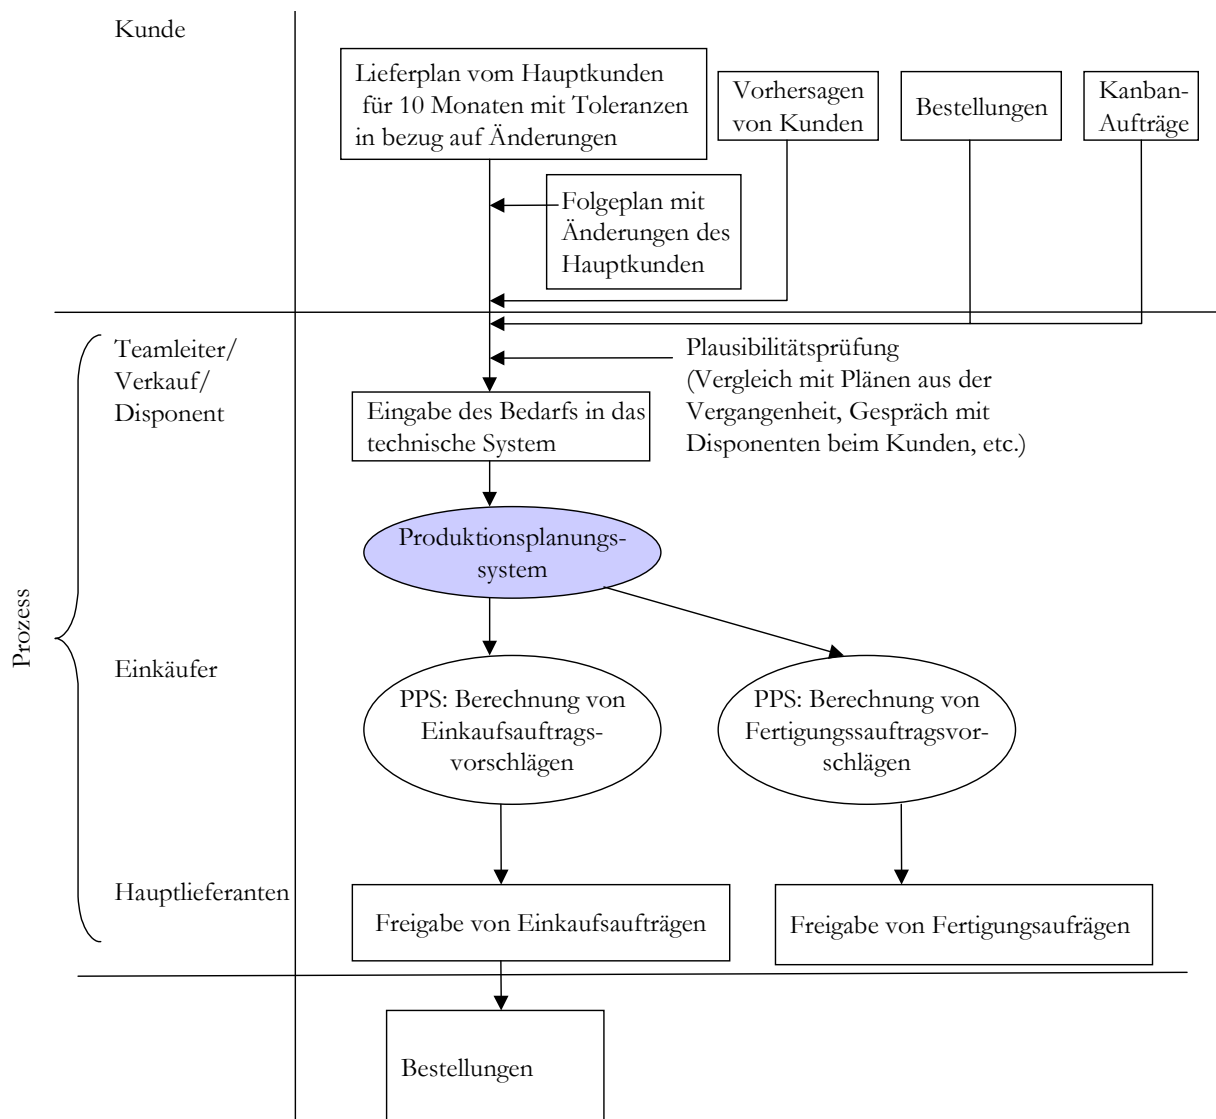 Kunde
Lieferplan vom Hauptkunden
für 10 Monaten mit Toleranzen
in bezug auf Änderungen
Vorhersagen
von Kunden
Bestellungen
Kanban-
Aufträge
Folgeplan mit
Änderungen des
Hauptkunden
Teamleiter/
Verkauf/
Disponent
Plausibilitätsprüfung
(Vergleich mit Plänen aus der
Vergangenheit, Gespräch mit
Disponenten beim Kunden, etc.)
Eingabe des Bedarfs in das
technische System
Produktionsplanungs-
system
Prozess
Einkäufer
PPS: Berechnung von
Einkaufsauftrags-
vorschlägen
PPS: Berechnung von
Fertigungssauftragsvor-
schlägen
Hauptlieferanten
Freigabe von Einkaufsaufträgen
Freigabe von Fertigungsaufrägen
Bestellungen